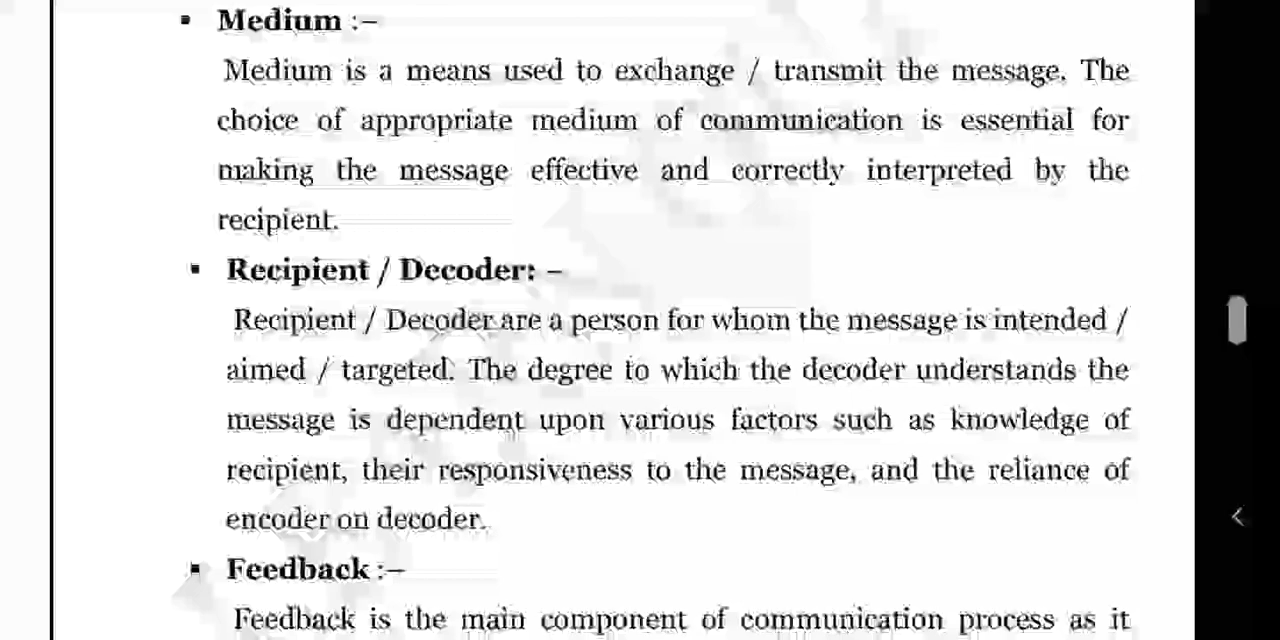 ▪ Medium :–
Medium is a means used to exchange / transmit the message. The
choice of appropriate medium of communication is essential for
making the message effective and correctly interpreted by the
recipient.
▪ Recipient / Decoder: –
Recipient / Decoder are a person for whom the message is intended /
aimed / targeted. The degree to which the decoder understands the
message is dependent upon various factors such as knowledge of
recipient, their responsiveness to the message, and the reliance of
encoder on decoder.
▪ Feedback :–
Feedback is the main component of communication process as it